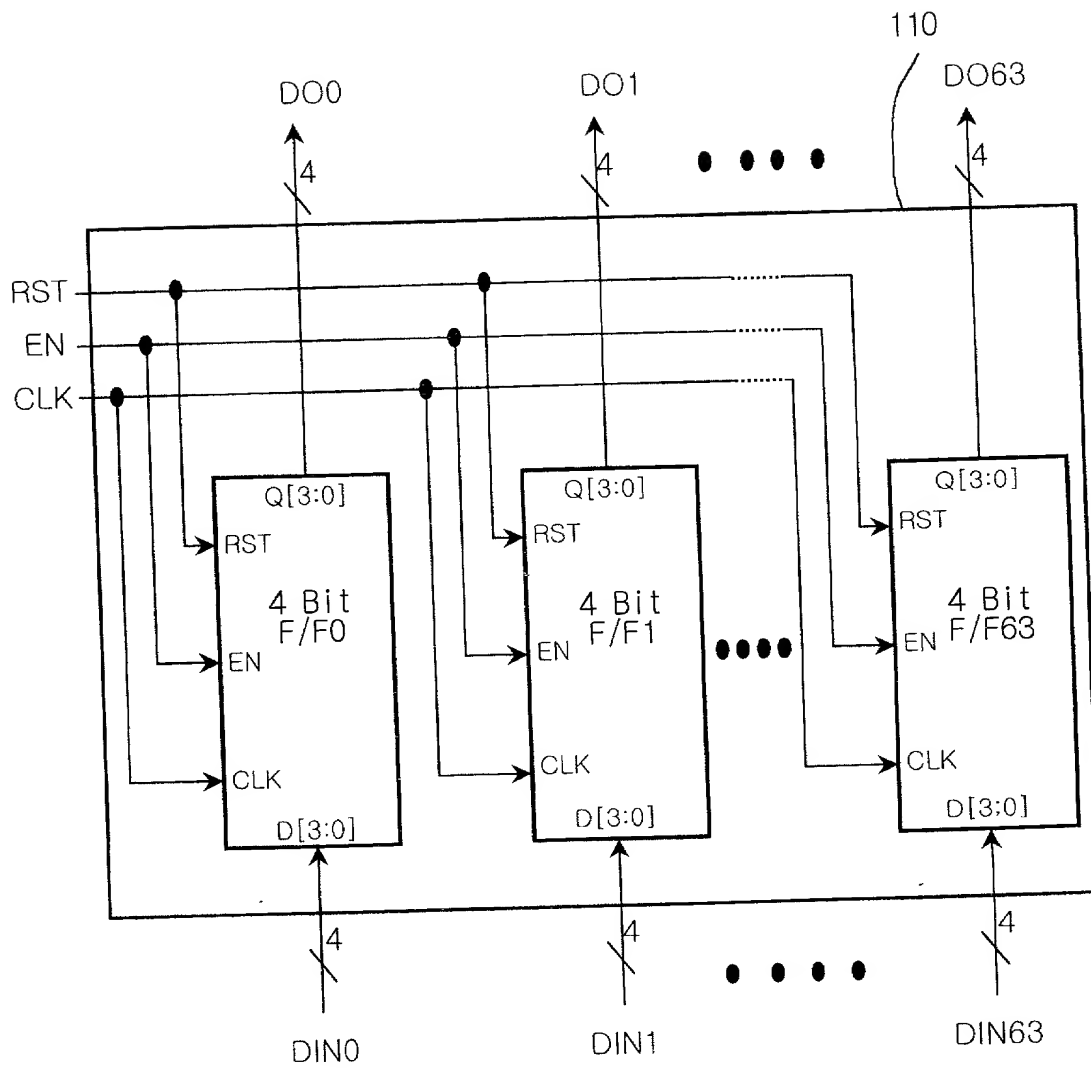 110
DO0
DO1
DO63
4
4
4
RST
EN
CLK
Q[3:0]
RST
4 Bit
F/F0
EN
CLK
D[3:0]
Q[3:0]
RST
4 Bit
F/F1
EN
CLK
D[3:0]
Q[3:0]
RST
4 Bit
F/F63
EN
CLK
D[3;0]
4
4
4
DIN0
DIN1
DIN63